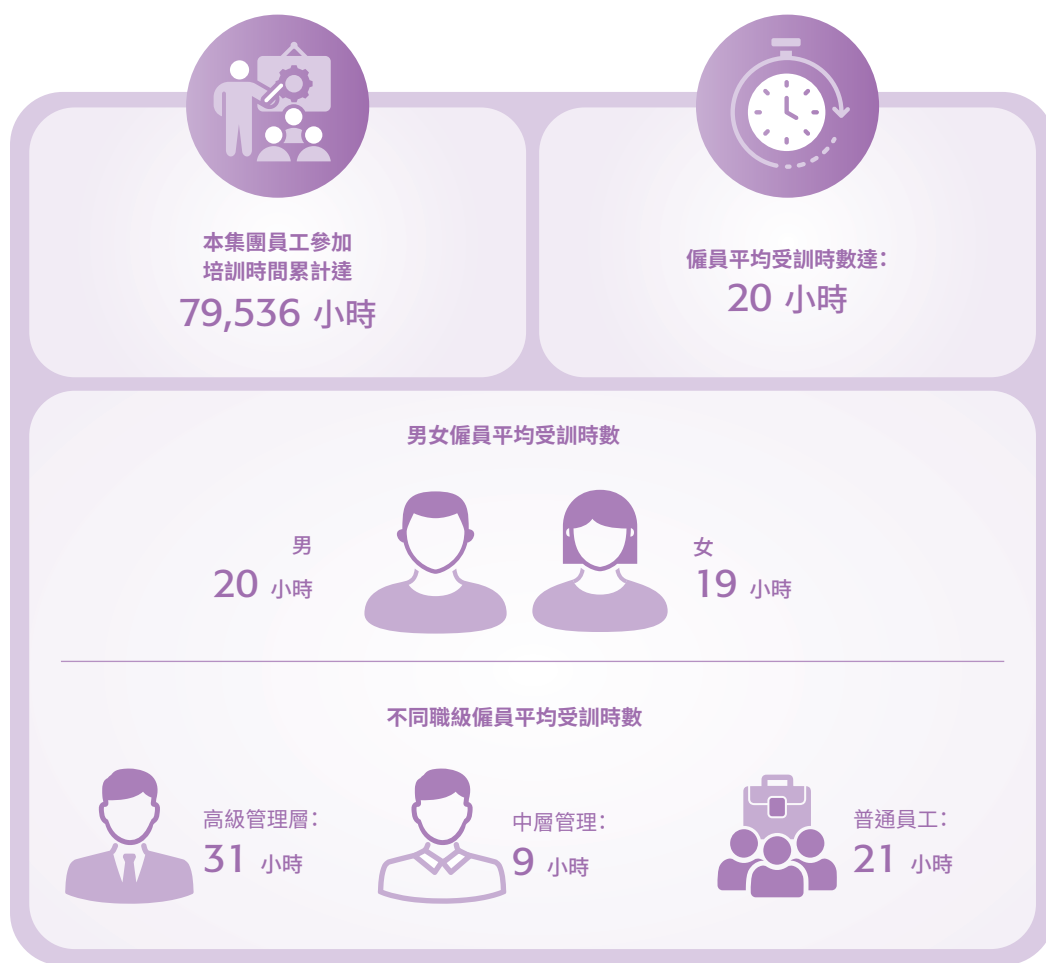 本集團員工參加
培訓時間累計達
79,536 小時
僱員平均受訓時數達：
20 小時
男女僱員平均受訓時數
男
20 小時
女
19 小時
不同職級僱員平均受訓時數
高級管理層：
31 小時
中層管理：
9 小時
普通員工：
21 小時